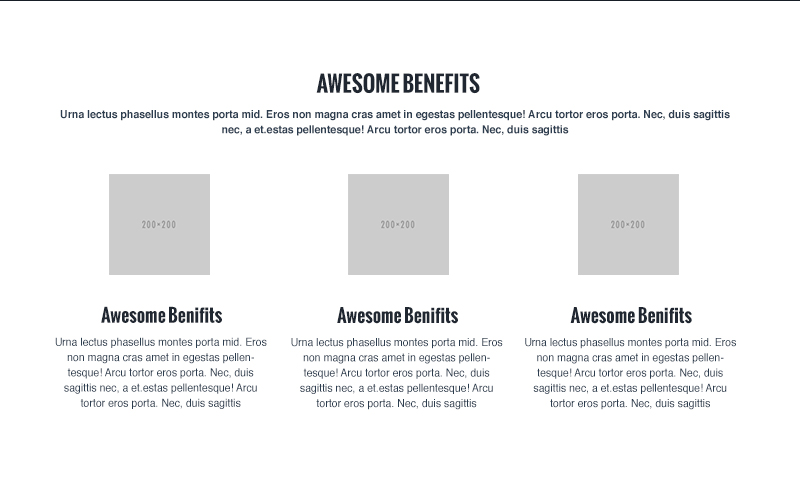 AWESOME BENEFITS
Urna lectus phasellus montes porta mid. Eros non magna cras amet in egestas pellentesque! Arcu tortor eros porta. Nec, duis sagittis
nec, a et.estas pellentesque! Arcu tortor eros porta. Nec, duis sagittis
200×200
200×200
200×200
Awesome Benifits
Urna lectus phasellus montes porta mid. Eros
non magna cras amet in egestas pellen-
tesque! Arcu tortor eros porta. Nec, duis
sagittis nec, a et.estas pellentesque! Arcu
tortor eros porta. Nec, duis sagittis
Awesome Benifits
Urna lectus phasellus montes porta mid. Eros
non magna cras amet in egestas pellen-
tesque! Arcu tortor eros porta. Nec, duis
sagittis nec, a et.estas pellentesque! Arcu
tortor eros porta. Nec, duis sagittis
Awesome Benifits
Urna lectus phasellus montes porta mid. Eros
non magna cras amet in egestas pellen-
tesque! Arcu tortor eros porta. Nec, duis
sagittis nec, a et.estas pellentesque! Arcu
tortor eros porta. Nec, duis sagittis